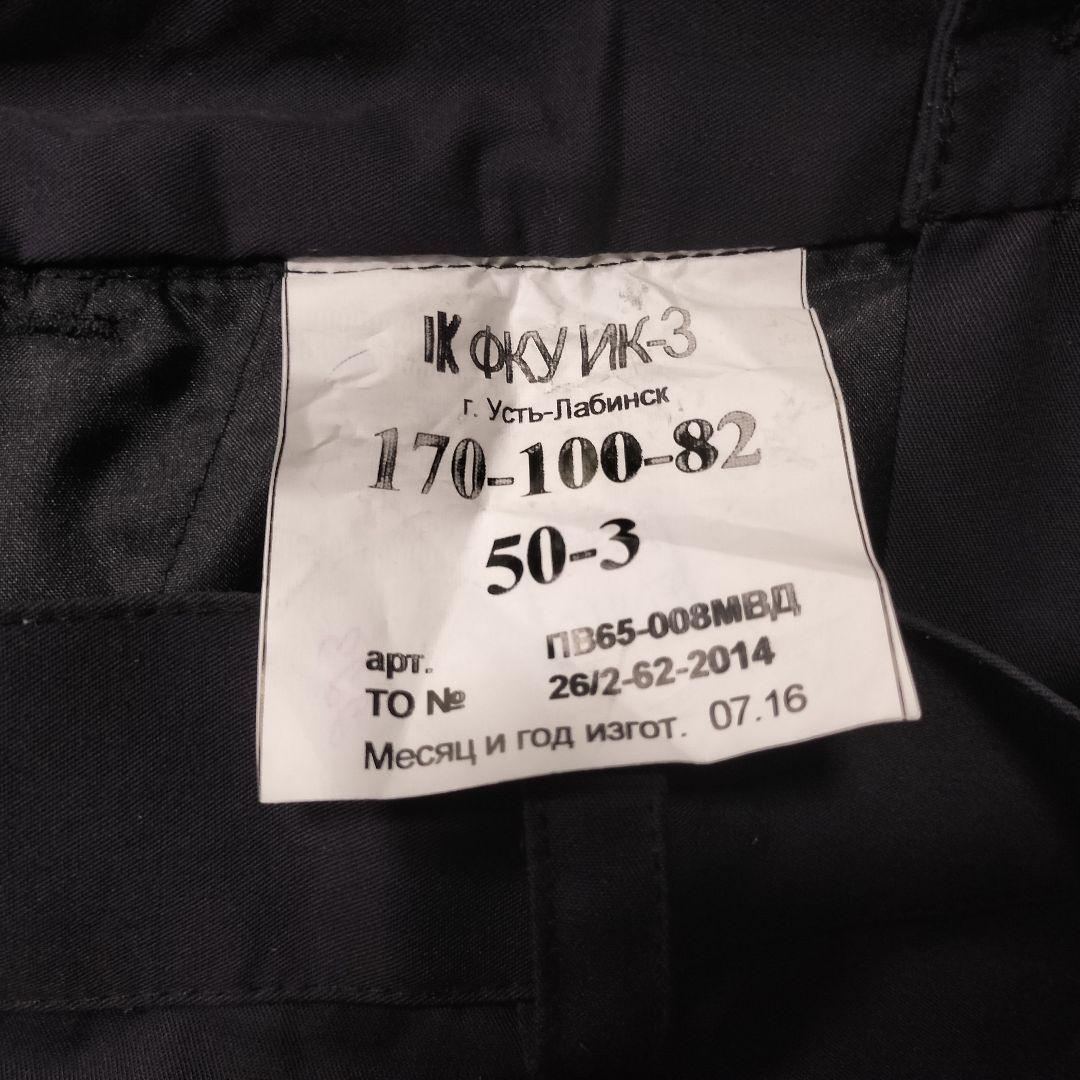 1К ФКУ ИК-3
г. Усть-Лабинск
170-100-82
50-3
арт. ПВ65-008МВД
ТО № 26/2-62-2014
Месяц и год изгот. 07.16